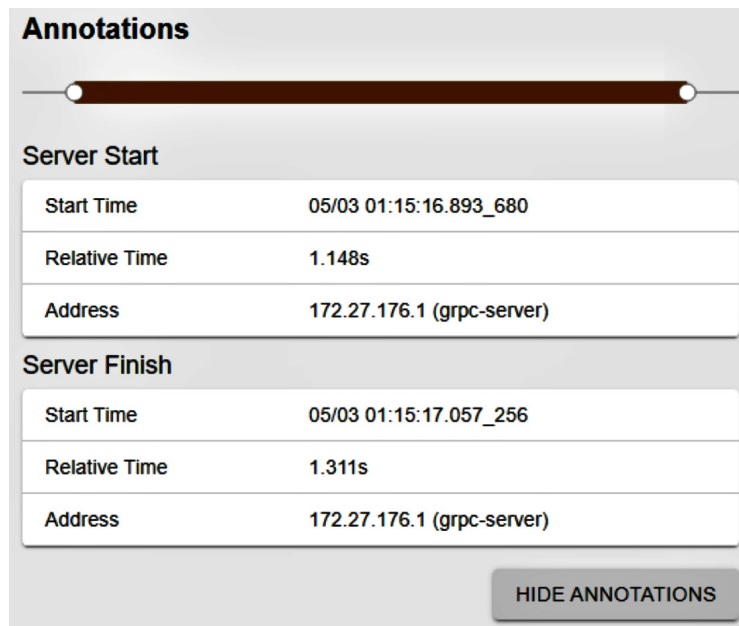 Annotations
Server Start
Start Time 05/03 01:15:16.893_680
Relative Time 1.148s
Address 172.27.176.1 (grpc-server)
Server Finish
Start Time 05/03 01:15:17.057_256
Relative Time 1.311s
Address 172.27.176.1 (grpc-server)
HIDE ANNOTATIONS